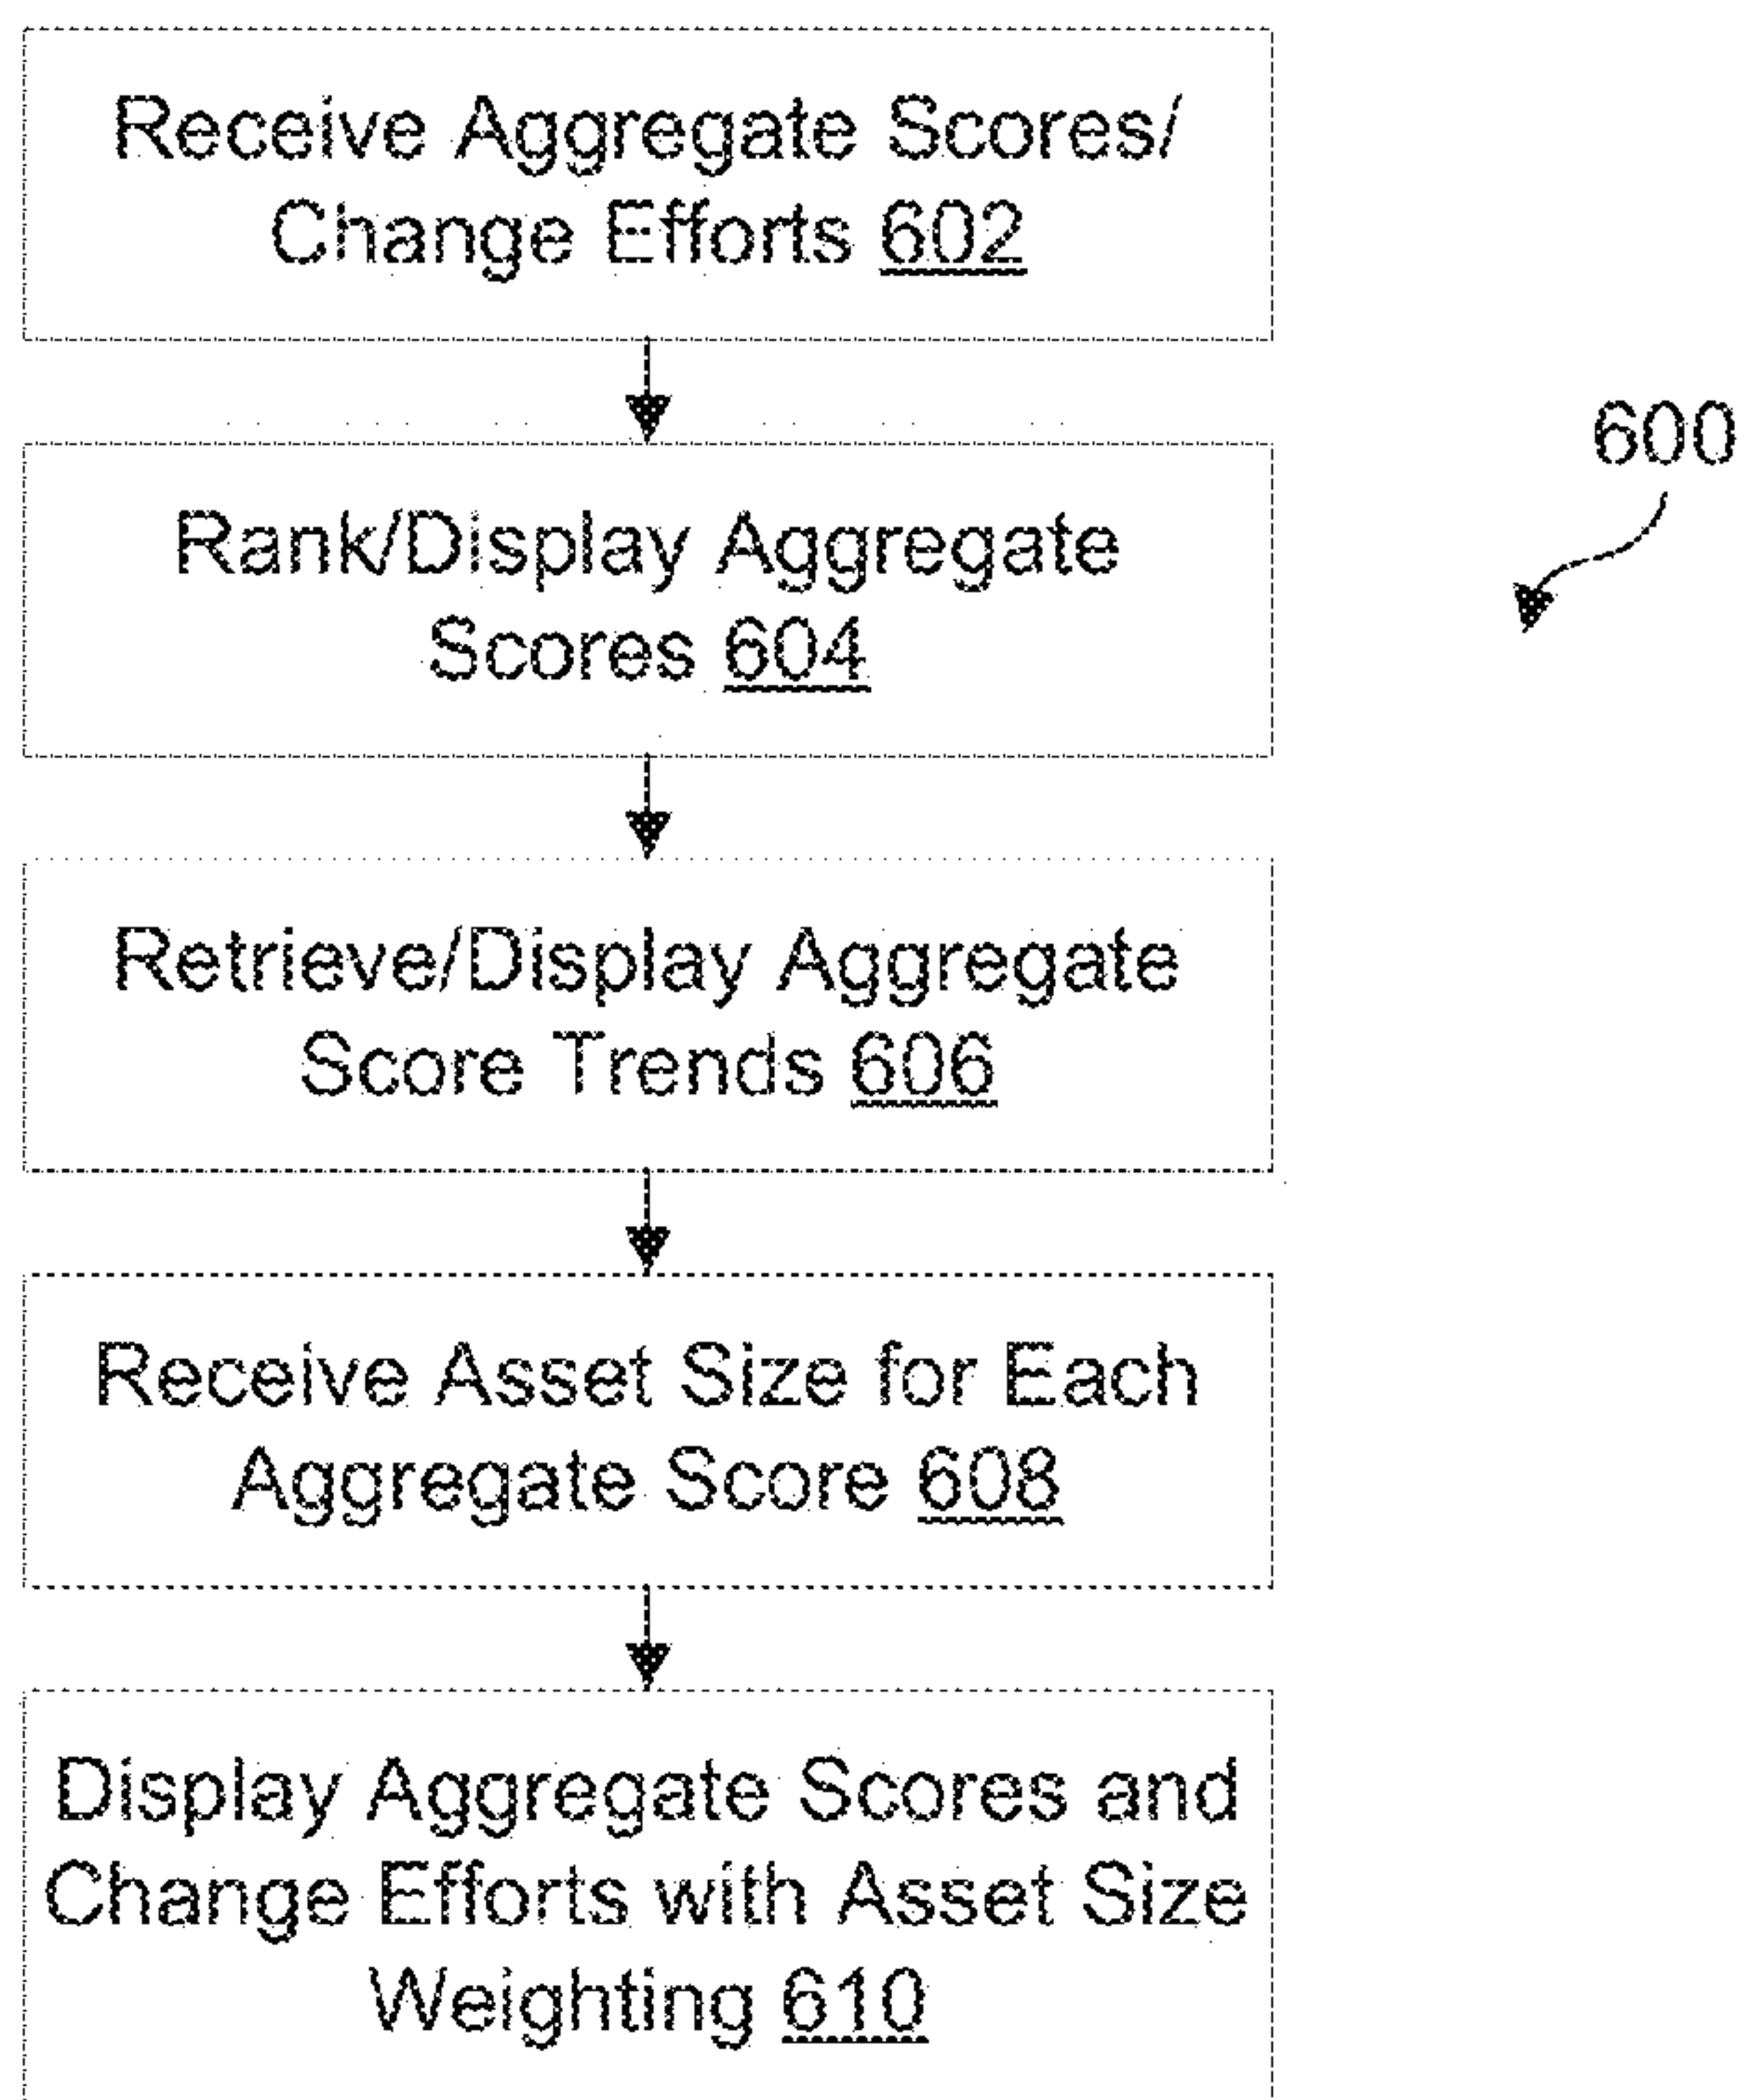 Receive Aggregate Scores/
Change Efforts 602
600
Rank/Display Aggregate
Scores 604
Retrieve/Display Aggregate
Score Trends 606
Receive Asset Size for Each
Aggregate Score 608
Display Aggregate Scores and
Change Efforts with Asset Size
Weighting 610